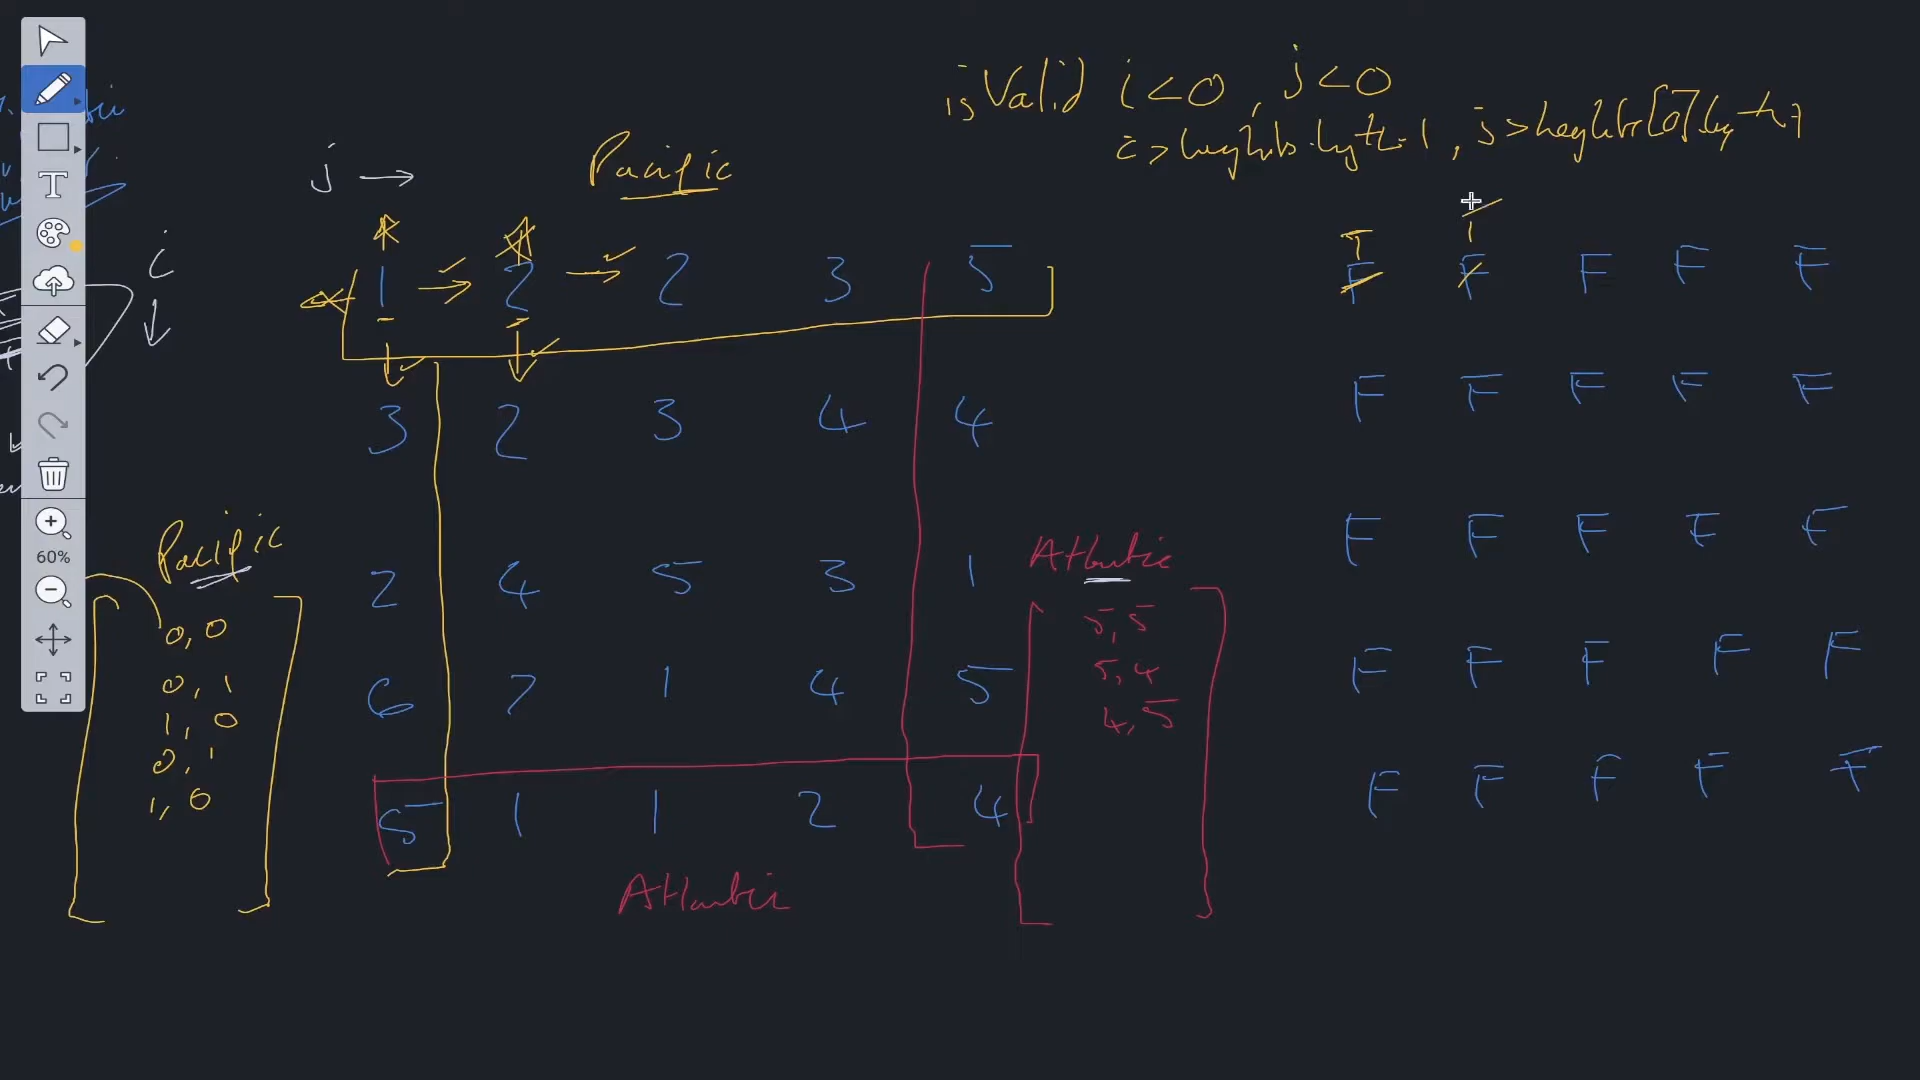 isValid i<0, j<0
i>heights.length-1, j>heights[0].length-1
j →
Pacific
i
T T
1 2 2 3 5
F F F F F
3 2 3 4 4
F F F F F
2 4 5 3 1
F F F F F
6 7 1 4 5
F F F F F
5 1 1 2 4
F F F F F
Atlantic
Pacific
0,0
0,1
1,0
0,1
1,0
Atlantic
5,5
5,4
4,5
T
60%